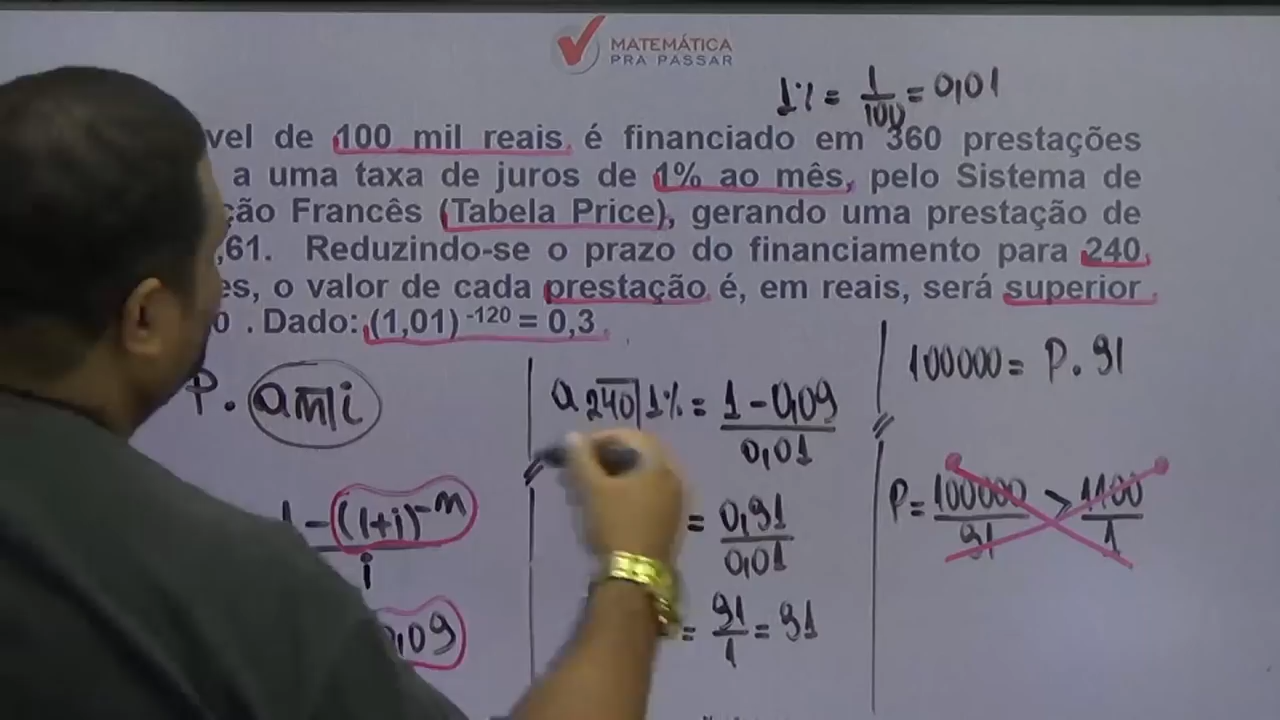 MATEMÁTICA
PRA PASSAR
1% = 1/100 = 0,01
vel de 100 mil reais é financiado em 360 prestações
a uma taxa de juros de 1% ao mês, pelo Sistema de
ção Francês (Tabela Price), gerando uma prestação de
,61. Reduzindo-se o prazo do financiamento para 240
es, o valor de cada prestação é, em reais, será superior
0 . Dado: (1,01)^-120 = 0,3
P. an|i
1-(1+i)^-n
i
0,09
a240|1% = 1-0,09
0,01
= 0,91
0,01
= 91/1 = 91
100000 = P. 91
P = 100000/91 > 1100/1